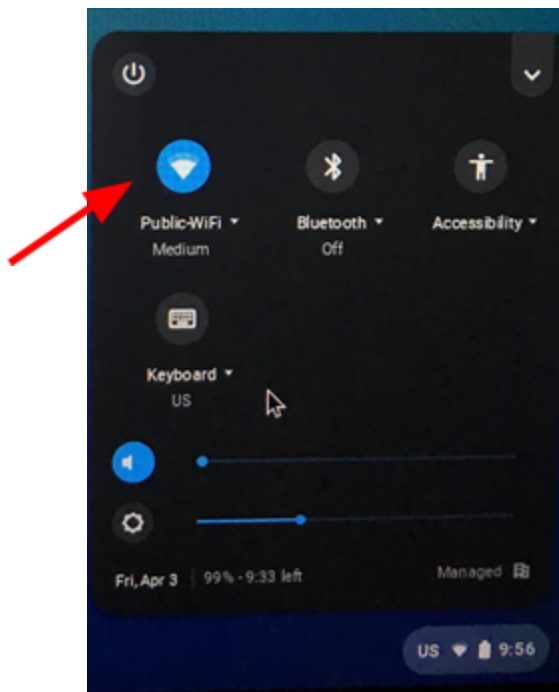 Public-WiFi
Medium
Bluetooth
Off
Accessibility
Keyboard
US
Fri, Apr 3
99% - 9:33 left
Managed
US
9:56